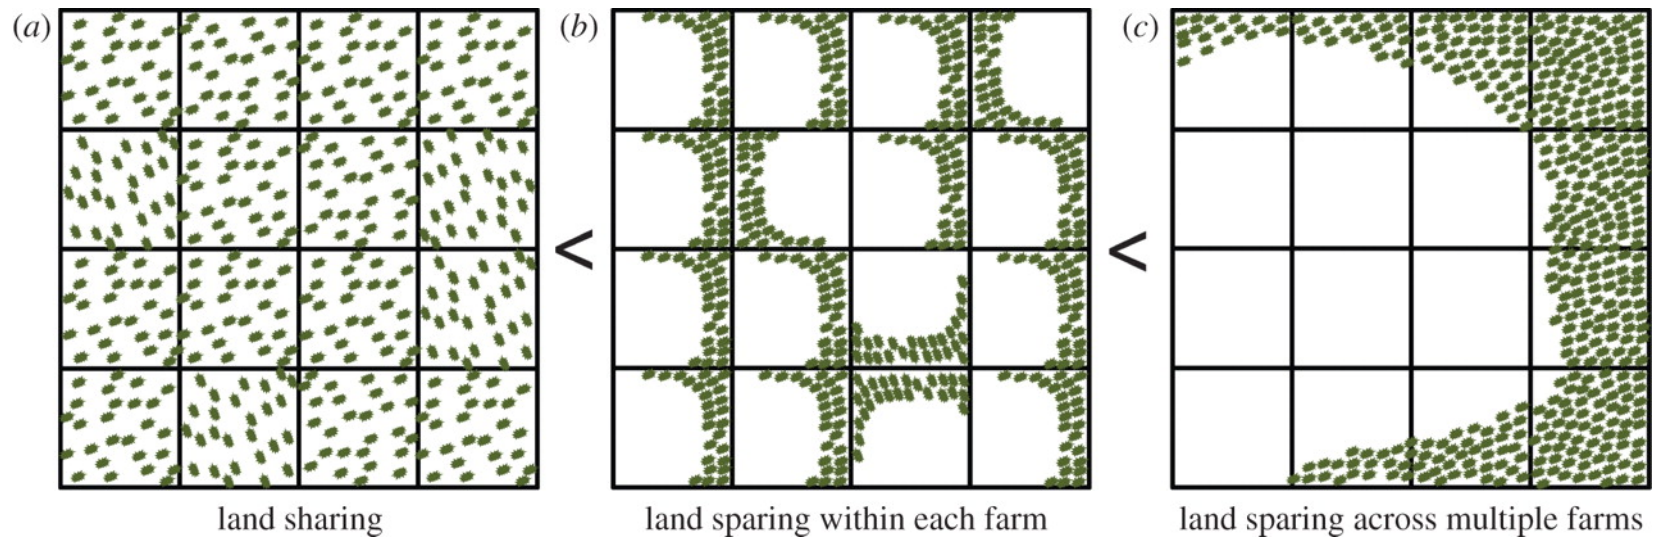 (a)
(b)
(c)
<
<
land sharing
land sparing within each farm
land sparing across multiple farms